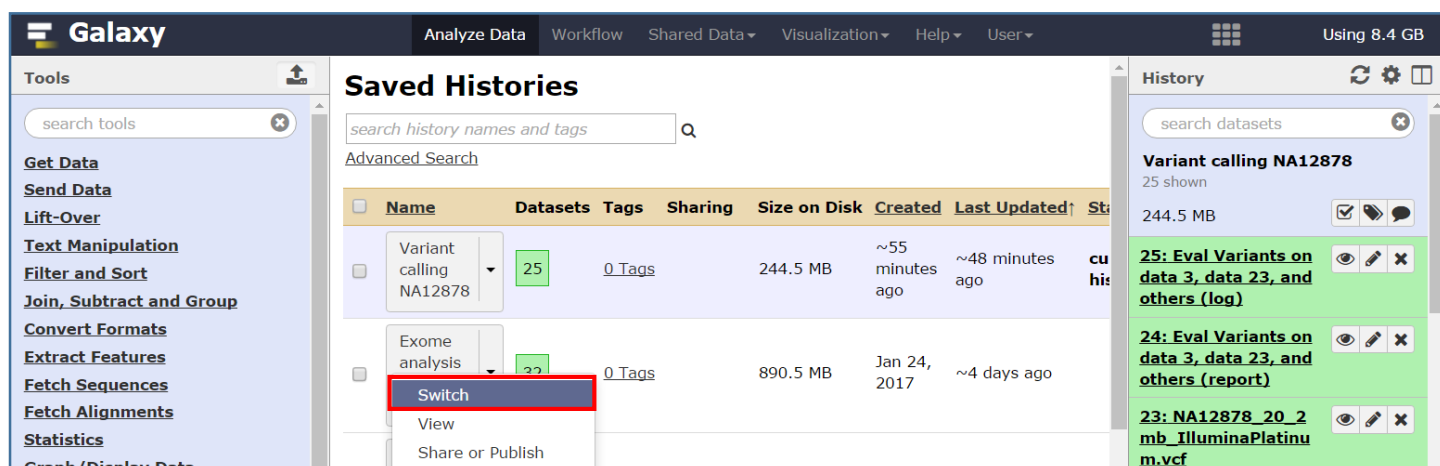 Galaxy
Analyze Data Workflow Shared Data Visualization Help User
Using 8.4 GB
Tools
search tools
Get Data
Send Data
Lift-Over
Text Manipulation
Filter and Sort
Join, Subtract and Group
Convert Formats
Extract Features
Fetch Sequences
Fetch Alignments
Statistics
Graph/Display Data
Saved Histories
search history names and tags
Advanced Search
Name Datasets Tags Sharing Size on Disk Created Last Updated↑
Variant
calling
NA12878
25 0 Tags 244.5 MB
~55
minutes
ago
~48 minutes
ago
Exome
analysis
32 0 Tags 890.5 MB
Jan 24,
2017
~4 days ago
Switch
View
Share or Publish
History
search datasets
Variant calling NA12878
25 shown
244.5 MB
25: Eval Variants on
data 3, data 23, and
others (log)
24: Eval Variants on
data 3, data 23, and
others (report)
23: NA12878_20_2
mb_IlluminaPlatinu
m.vcf